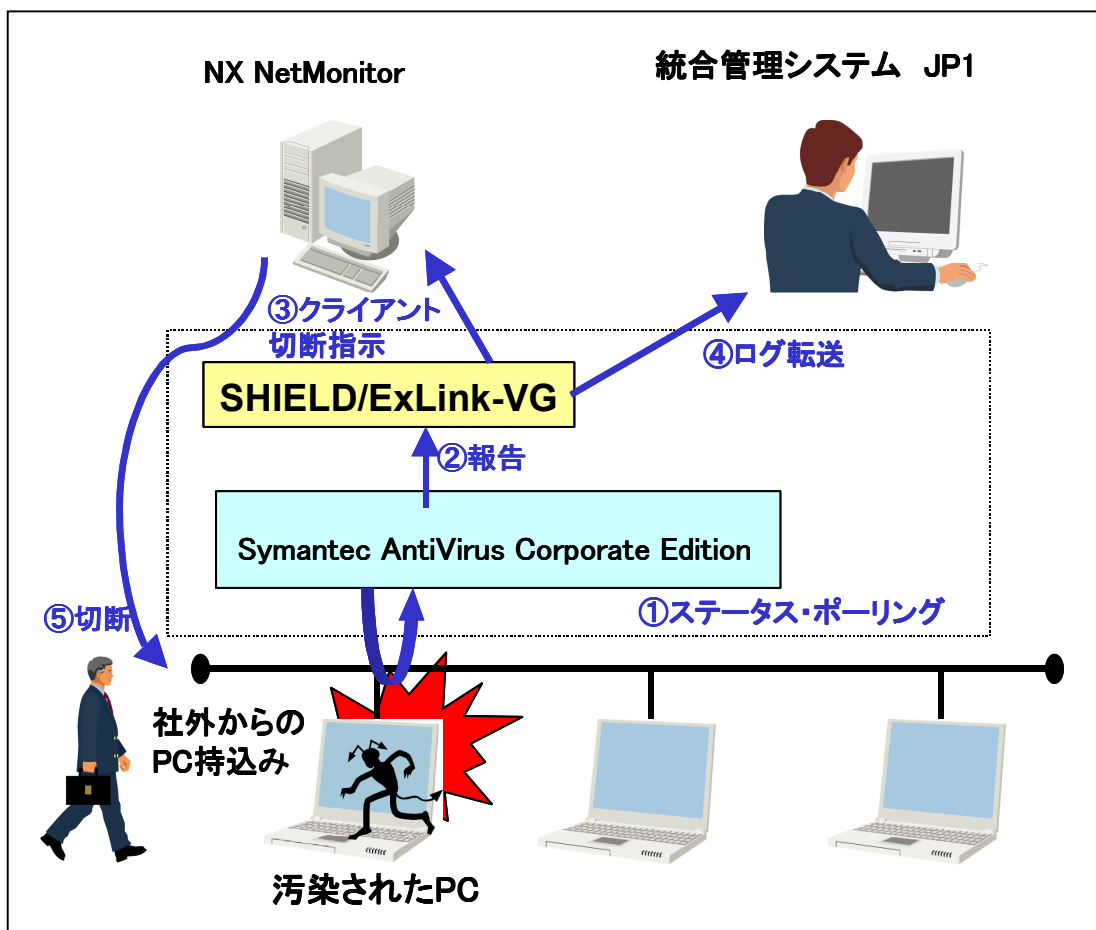 NX NetMonitor
統合管理システム JP1
③クライアント
切断指示
④ログ転送
SHIELD/ExLink-VG
②報告
Symantec AntiVirus Corporate Edition
①ステータス・ポーリング
⑤切断
社外からの
PC持込み
汚染されたPC